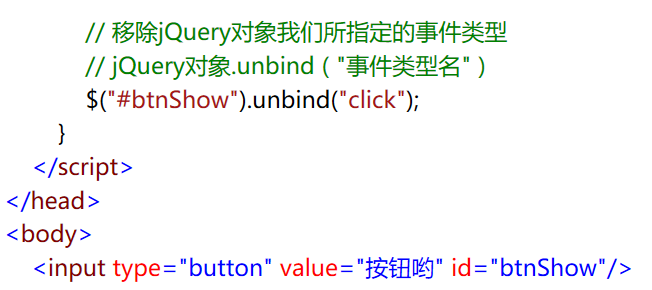 // 移除jQuery对象我们所指定的事件类型
// jQuery对象.unbind（"事件类型名"）
$("#btnShow").unbind("click");
}
</script>
</head>
<body>
<input type="button" value="按钮哟" id="btnShow"/>